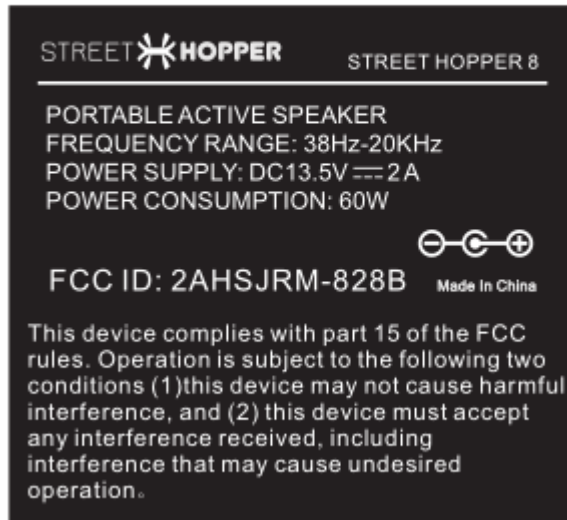 STREET HOPPER
STREET HOPPER 8
PORTABLE ACTIVE SPEAKER
FREQUENCY RANGE: 38Hz-20KHz
POWER SUPPLY: DC13.5V⎓2A
POWER CONSUMPTION: 60W
FCC ID: 2AHSJRM-828B
Made In China
This device complies with part 15 of the FCC
rules. Operation is subject to the following two
conditions (1)this device may not cause harmful
interference, and (2) this device must accept
any interference received, including
interference that may cause undesired
operation。